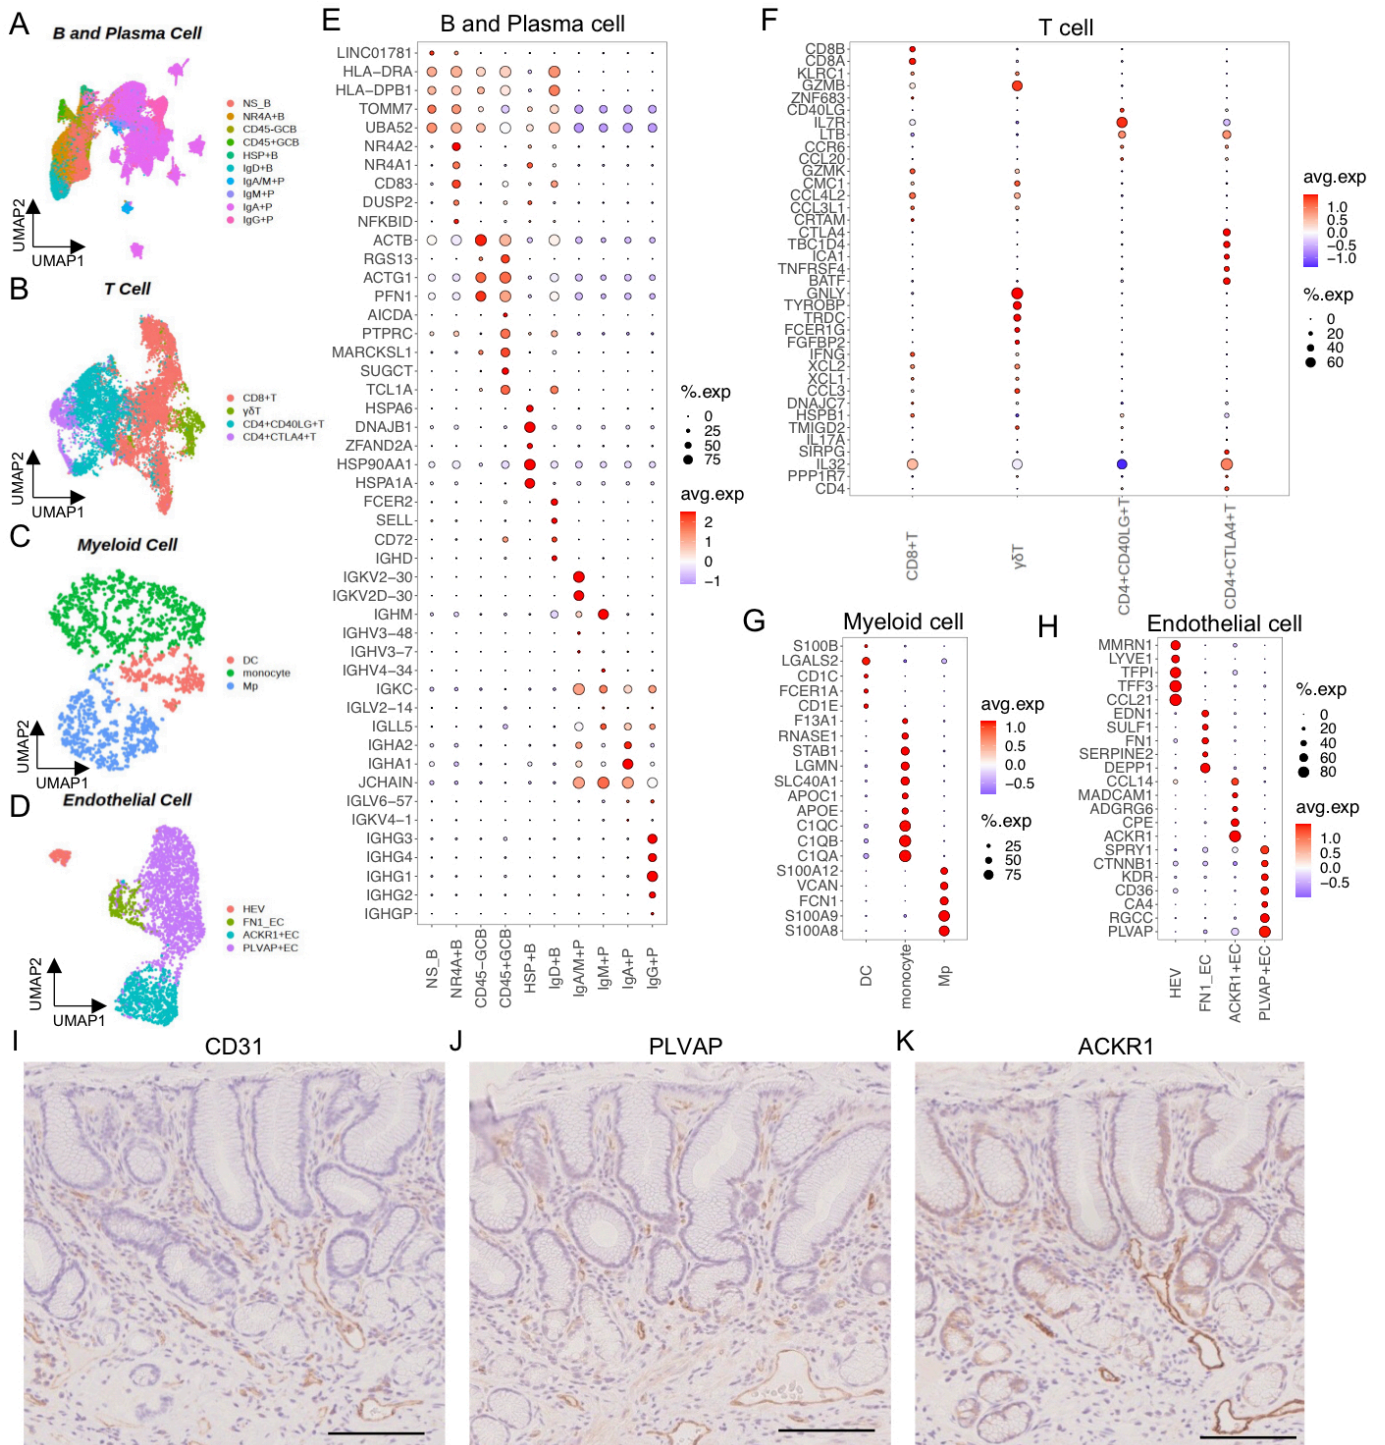 A
B and Plasma Cell
NS_B
NR4A+B
CD45-GCB
CD45+GCB
HSP+B
IgD+B
IgA/M+P
IgM+P
IgA+P
IgG+P
UMAP2
UMAP1
B
T Cell
CD8+T
γδT
CD4+CD40LG+T
CD4+CTLA4+T
UMAP2
UMAP1
C
Myeloid Cell
DC
monocyte
Mp
UMAP2
UMAP1
D
Endothelial Cell
HEV
FN1_EC
ACKR1+EC
PLVAP+EC
UMAP2
UMAP1
E
B and Plasma cell
LINC01781
HLA−DRA
HLA−DPB1
TOMM7
UBA52
NR4A2
NR4A1
CD83
DUSP2
NFKBID
ACTB
RGS13
ACTG1
PFN1
AICDA
PTPRC
MARCKSL1
SUGCT
TCL1A
HSPA6
DNAJB1
ZFAND2A
HSP90AA1
HSPA1A
FCER2
SELL
CD72
IGHD
IGKV2−30
IGKV2D−30
IGHM
IGHV3−48
IGHV3−7
IGHV4−34
IGKC
IGLV2−14
IGLL5
IGHA2
IGHA1
JCHAIN
IGLV6−57
IGKV4−1
IGHG3
IGHG4
IGHG1
IGHG2
IGHGP
NS_B
NR4A+B
CD45−GCB
CD45+GCB
HSP+B
IgD+B
IgA/M+P
IgM+P
IgA+P
IgG+P
%.exp
0
25
50
75
avg.exp
2
1
0
−1
F
T cell
CD8B
CD8A
KLRC1
GZMB
ZNF683
CD40LG
IL7R
LTB
CCR6
CCL20
GZMK
CMC1
CCL4L2
CCL3L1
CRTAM
CTLA4
TBC1D4
ICA1
TNFRSF4
BATF
GNLY
TYROBP
TRDC
FCER1G
FGFBP2
IFNG
XCL2
XCL1
CCL3
DNAJC7
HSPB1
TMIGD2
IL17A
SIRPG
IL32
PPP1R7
CD4
CD8+T
γδT
CD4+CD40LG+T
CD4+CTLA4+T
avg.exp
1.0
0.5
0.0
−0.5
−1.0
%.exp
0
20
40
60
G
Myeloid cell
S100B
LGALS2
CD1C
FCER1A
CD1E
F13A1
RNASE1
STAB1
LGMN
SLC40A1
APOC1
APOE
C1QC
C1QB
C1QA
S100A12
VCAN
FCN1
S100A9
S100A8
DC
monocyte
Mp
avg.exp
1.0
0.5
0.0
−0.5
%.exp
25
50
75
H
Endothelial cell
MMRN1
LYVE1
TFPI
TFF3
CCL21
EDN1
SULF1
FN1
SERPINE2
DEPP1
CCL14
MADCAM1
ADGRG6
CPE
ACKR1
SPRY1
CTNNB1
KDR
CD36
CA4
RGCC
PLVAP
HEV
FN1_EC
ACKR1+EC
PLVAP+EC
%.exp
0
20
40
60
80
avg.exp
1.0
0.5
0.0
−0.5
I
CD31
J
PLVAP
K
ACKR1